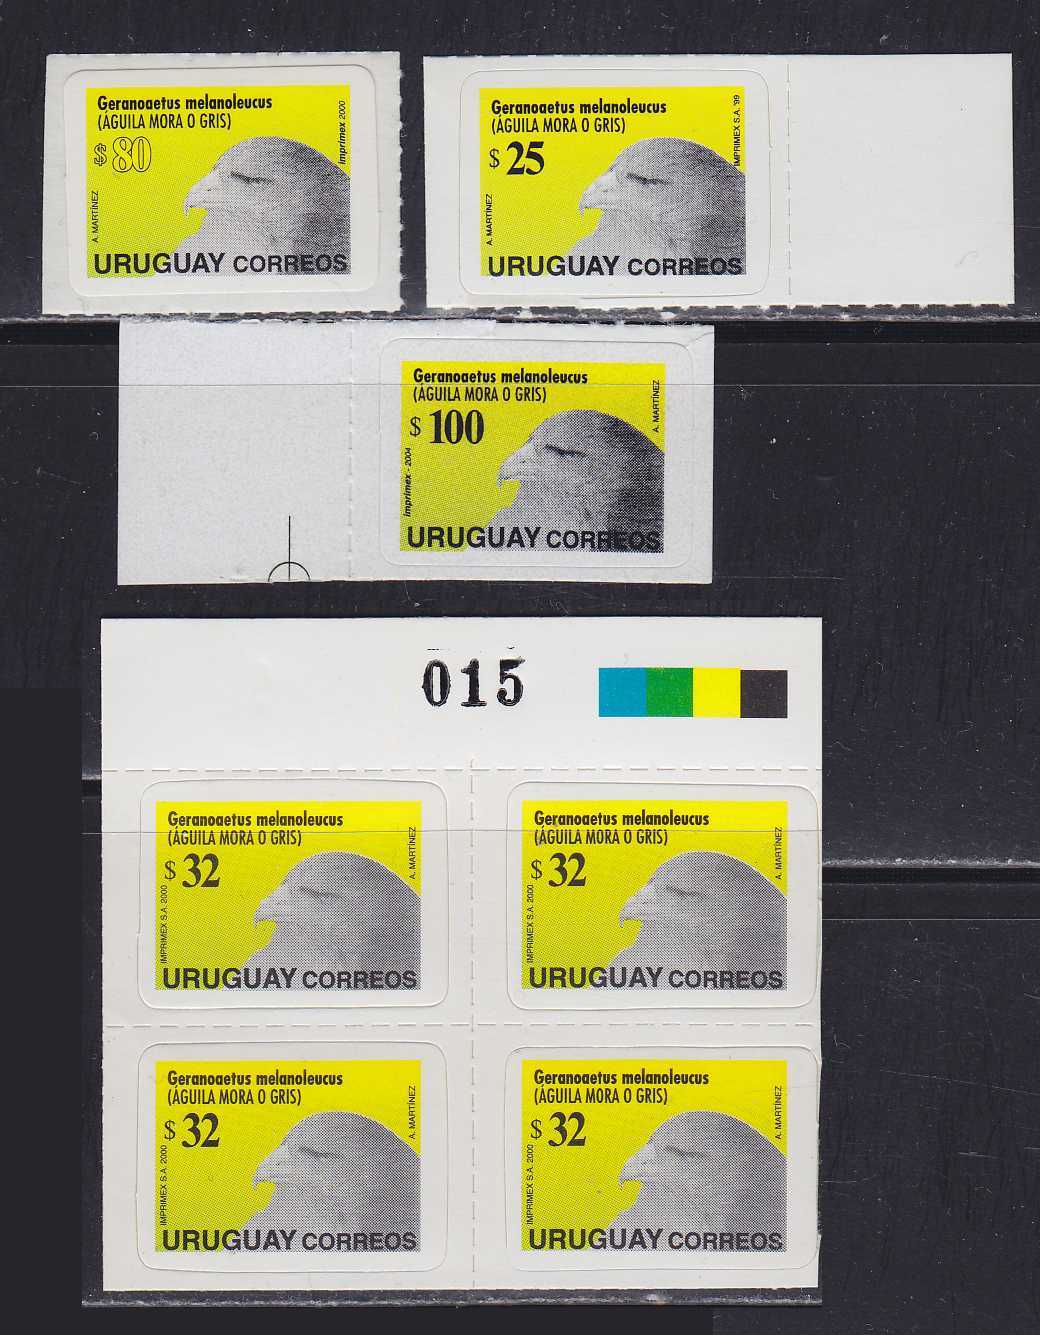 Geranoaetus melanoleucus
(ÁGUILA MORA O GRIS)
$ 80
A. MARTÍNEZ
Imprimex 2000
URUGUAY CORREOS
Geranoaetus melanoleucus
(ÁGUILA MORA O GRIS)
$ 25
A. MARTÍNEZ
IMPRIMEX S.A. '99
URUGUAY CORREOS
Geranoaetus melanoleucus
(ÁGUILA MORA O GRIS)
$ 100
Imprimex - 2004
A. MARTÍNEZ
URUGUAY CORREOS
015
Geranoaetus melanoleucus
(ÁGUILA MORA O GRIS)
$ 32
IMPRIMEX S.A. 2000
A. MARTÍNEZ
URUGUAY CORREOS
Geranoaetus melanoleucus
(ÁGUILA MORA O GRIS)
$ 32
IMPRIMEX S.A. 2000
A. MARTÍNEZ
URUGUAY CORREOS
Geranoaetus melanoleucus
(ÁGUILA MORA O GRIS)
$ 32
IMPRIMEX S.A. 2000
A. MARTÍNEZ
URUGUAY CORREOS
Geranoaetus melanoleucus
(ÁGUILA MORA O GRIS)
$ 32
IMPRIMEX S.A. 2000
A. MARTÍNEZ
URUGUAY CORREOS